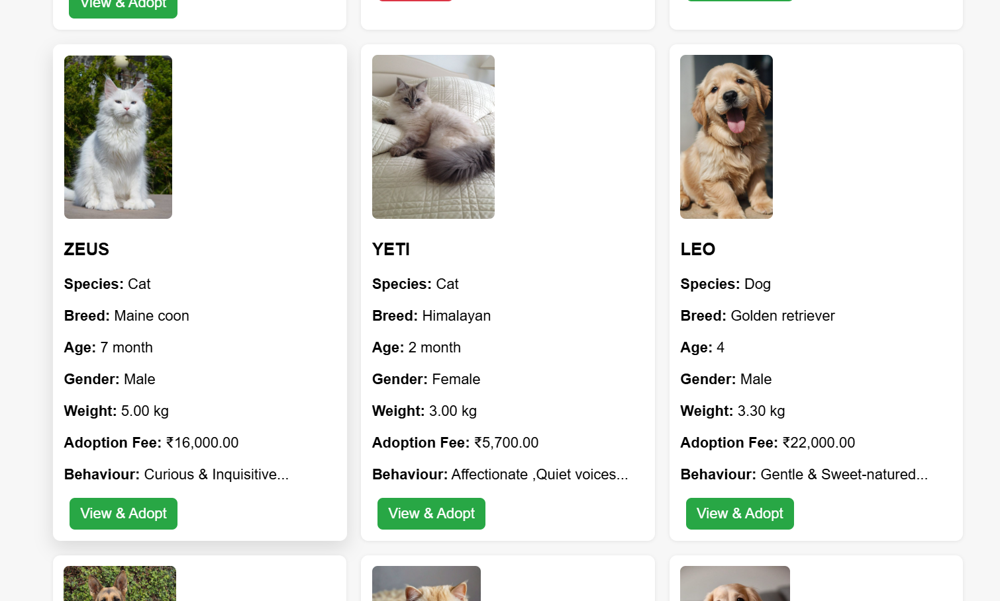 View & Adopt
ZEUS
Species: Cat
Breed: Maine coon
Age: 7 month
Gender: Male
Weight: 5.00 kg
Adoption Fee: ₹16,000.00
Behaviour: Curious & Inquisitive...
View & Adopt
YETI
Species: Cat
Breed: Himalayan
Age: 2 month
Gender: Female
Weight: 3.00 kg
Adoption Fee: ₹5,700.00
Behaviour: Affectionate ,Quiet voices...
View & Adopt
LEO
Species: Dog
Breed: Golden retriever
Age: 4
Gender: Male
Weight: 3.30 kg
Adoption Fee: ₹22,000.00
Behaviour: Gentle & Sweet-natured...
View & Adopt